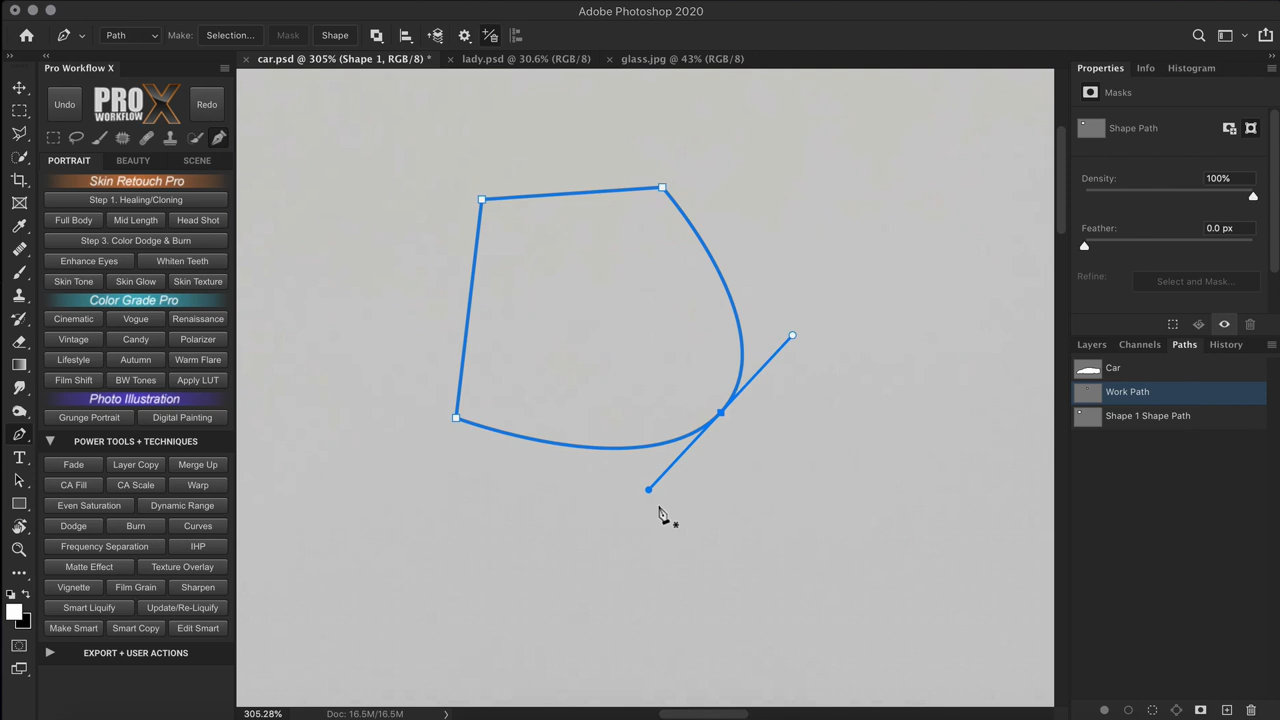 Adobe Photoshop 2020
Path Make: Selection... Mask Shape
car.psd @ 305% (Shape 1, RGB/8) * lady.psd @ 30.6% (RGB/8) glass.jpg @ 43% (RGB/8)
Pro Workflow X
Undo PRO WORKFLOW X Redo
PORTRAIT BEAUTY SCENE
Skin Retouch Pro
Step 1. Healing/Cloning
Full Body Mid Length Head Shot
Step 3. Color Dodge & Burn
Enhance Eyes Whiten Teeth
Skin Tone Skin Glow Skin Texture
Color Grade Pro
Cinematic Vogue Renaissance
Vintage Candy Polarizer
Lifestyle Autumn Warm Flare
Film Shift BW Tones Apply LUT
Photo Illustration
Grunge Portrait Digital Painting
POWER TOOLS + TECHNIQUES
Fade Layer Copy Merge Up
CA Fill CA Scale Warp
Even Saturation Dynamic Range
Dodge Burn Curves
Frequency Separation IHP
Matte Effect Texture Overlay
Vignette Film Grain Sharpen
Smart Liquify Update/Re-Liquify
Make Smart Smart Copy Edit Smart
EXPORT + USER ACTIONS
305.28% Doc: 16.5M/16.5M
Properties Info Histogram
Masks
Shape Path
Density: 100%
Feather: 0.0 px
Refine: Select and Mask...
Layers Channels Paths History
Car
Work Path
Shape 1 Shape Path